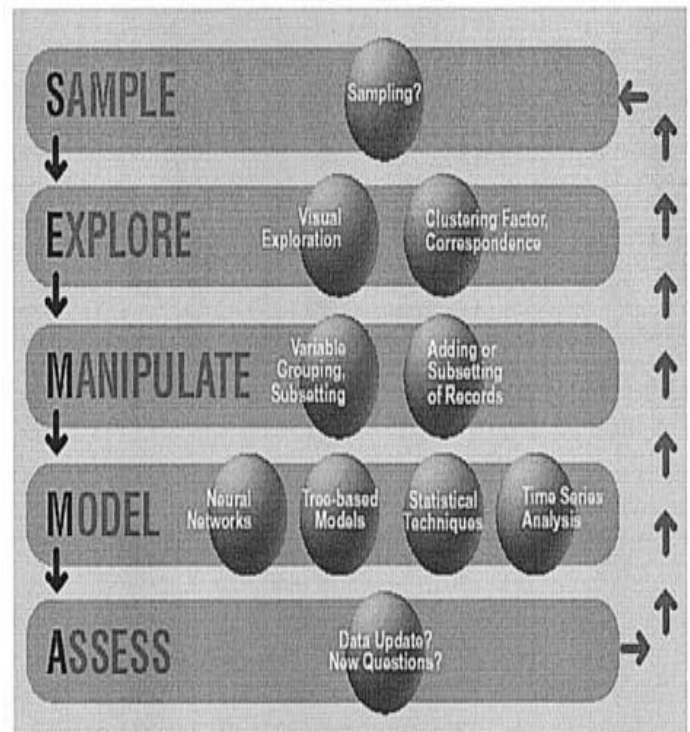 SAMPLE
Sampling?
EXPLORE
Visual
Exploration
Clustering Factor,
Correspondence
MANIPULATE
Variable
Grouping,
Subsetting
Adding or
Subsetting
of Records
MODEL
Neural
Networks
Tree-based
Models
Statistical
Techniques
Time Series
Analysis
ASSESS
Data Update?
New Questions?